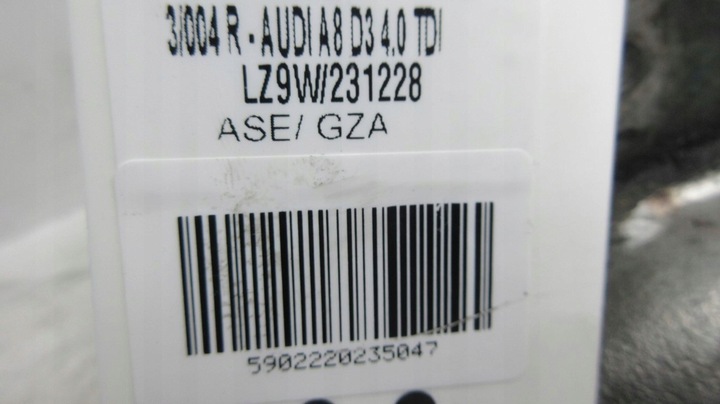 3/004 R - AUDI A8 D3 4.0 TDI
LZ9W/231228
ASE/ GZA
5902220235047